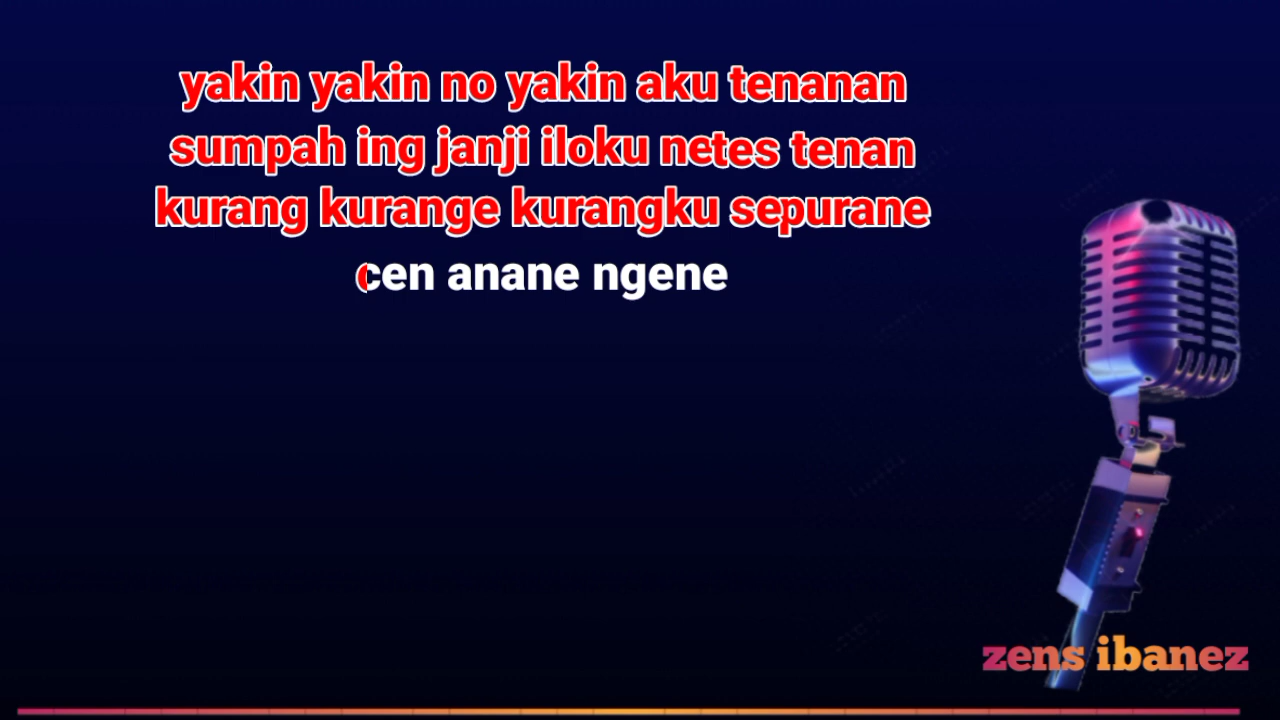 yakin yakin no yakin aku tenanan
sumpah ing janji iloku netes tenan
kurang kurange kurangku sepurane
cen anane ngene
zens ibanez